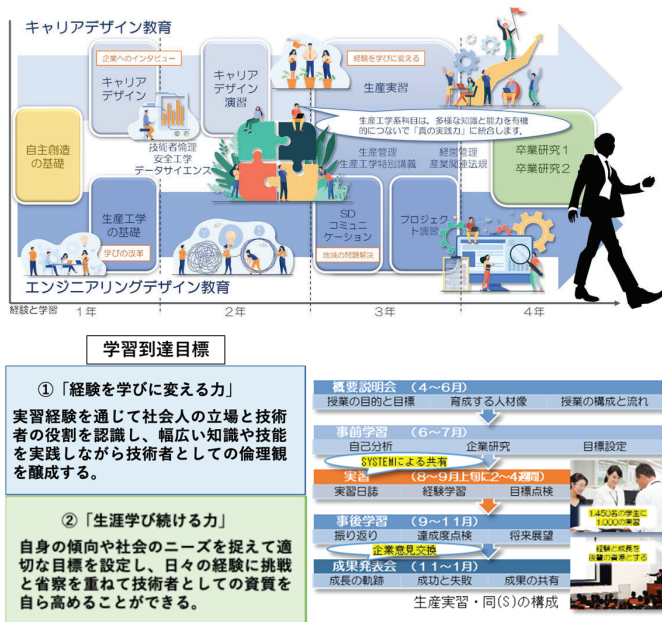 キャリアデザイン教育
企業へのインタビュー
キャリア
デザイン
キャリア
デザイン
演習
経験を学びに変える
生産実習
生産工学系科目は、多様な知識と能力を有機
的につないで「真の実践力」に統合します。
自主創造
の基礎
技術者倫理
安全工学
データサイエンス
生産管理
生産工学特別講義
経営管理
産業関連法規
卒業研究1
卒業研究2
生産工学
の基礎
学びの改革
SD
コミュニ
ケーション
地域の問題解決
プロジェク
ト演習
エンジニアリングデザイン教育
経験と学習
1年
2年
3年
4年
学習到達目標
①「経験を学びに変える力」
実習経験を通じて社会人の立場と技術
者の役割を認識し、幅広い知識や技能
を実践しながら技術者としての倫理観
を醸成する。
②「生涯学び続ける力」
自身の傾向や社会のニーズを捉えて適
切な目標を設定し、日々の経験に挑戦
と省察を重ねて技術者としての資質を
自ら高めることができる。
概要説明会（4～6月）
授業の目的と目標 育成する人材像 授業の構成と流れ
事前学習（6～7月）
自己分析 企業研究 目標設定
SYSTEMによる共有
実習（8～9月上旬に2～4週間）
実習日誌 経験学習 目標点検
事後学習（9～11月）
振り返り 達成度点検 将来展望
企業意見交換
成果発表会（11～1月）
成長の軌跡 成功と失敗 成果の共有
1,450名の学生に
1,000の実習
経験と成長を
後輩の資源とする
生産実習・同(S)の構成